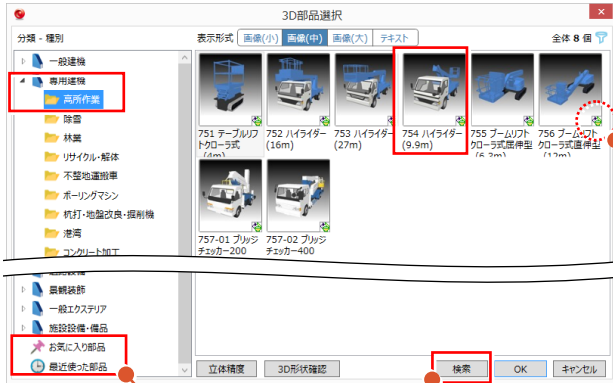 3D部品選択
分類 - 種別
表示形式 画像(小) 画像(中) 画像(大) テキスト
全体 8 個
一般建機
専用建機
高所作業
除雪
林業
リサイクル・解体
不整地運搬車
ボーリングマシン
杭打・地盤改良・掘削機
港湾
コンクリート加工
景観装飾
一般エクステリア
施設設備・備品
お気に入り部品
最近使った部品
751 テーブルリフトクローラ式
(4m)
752 ハイライダー
(16m)
753 ハイライダー
(27m)
754 ハイライダー
(9.9m)
755 ブームリフト
クローラ式屈伸型
(6.3m)
756 ブームリフト
クローラ式直伸型
(12m)
757-01 ブリッジ
チェッカー200
757-02 ブリッジ
チェッカー400
立体精度
3D形状確認
検索
OK
キャンセル